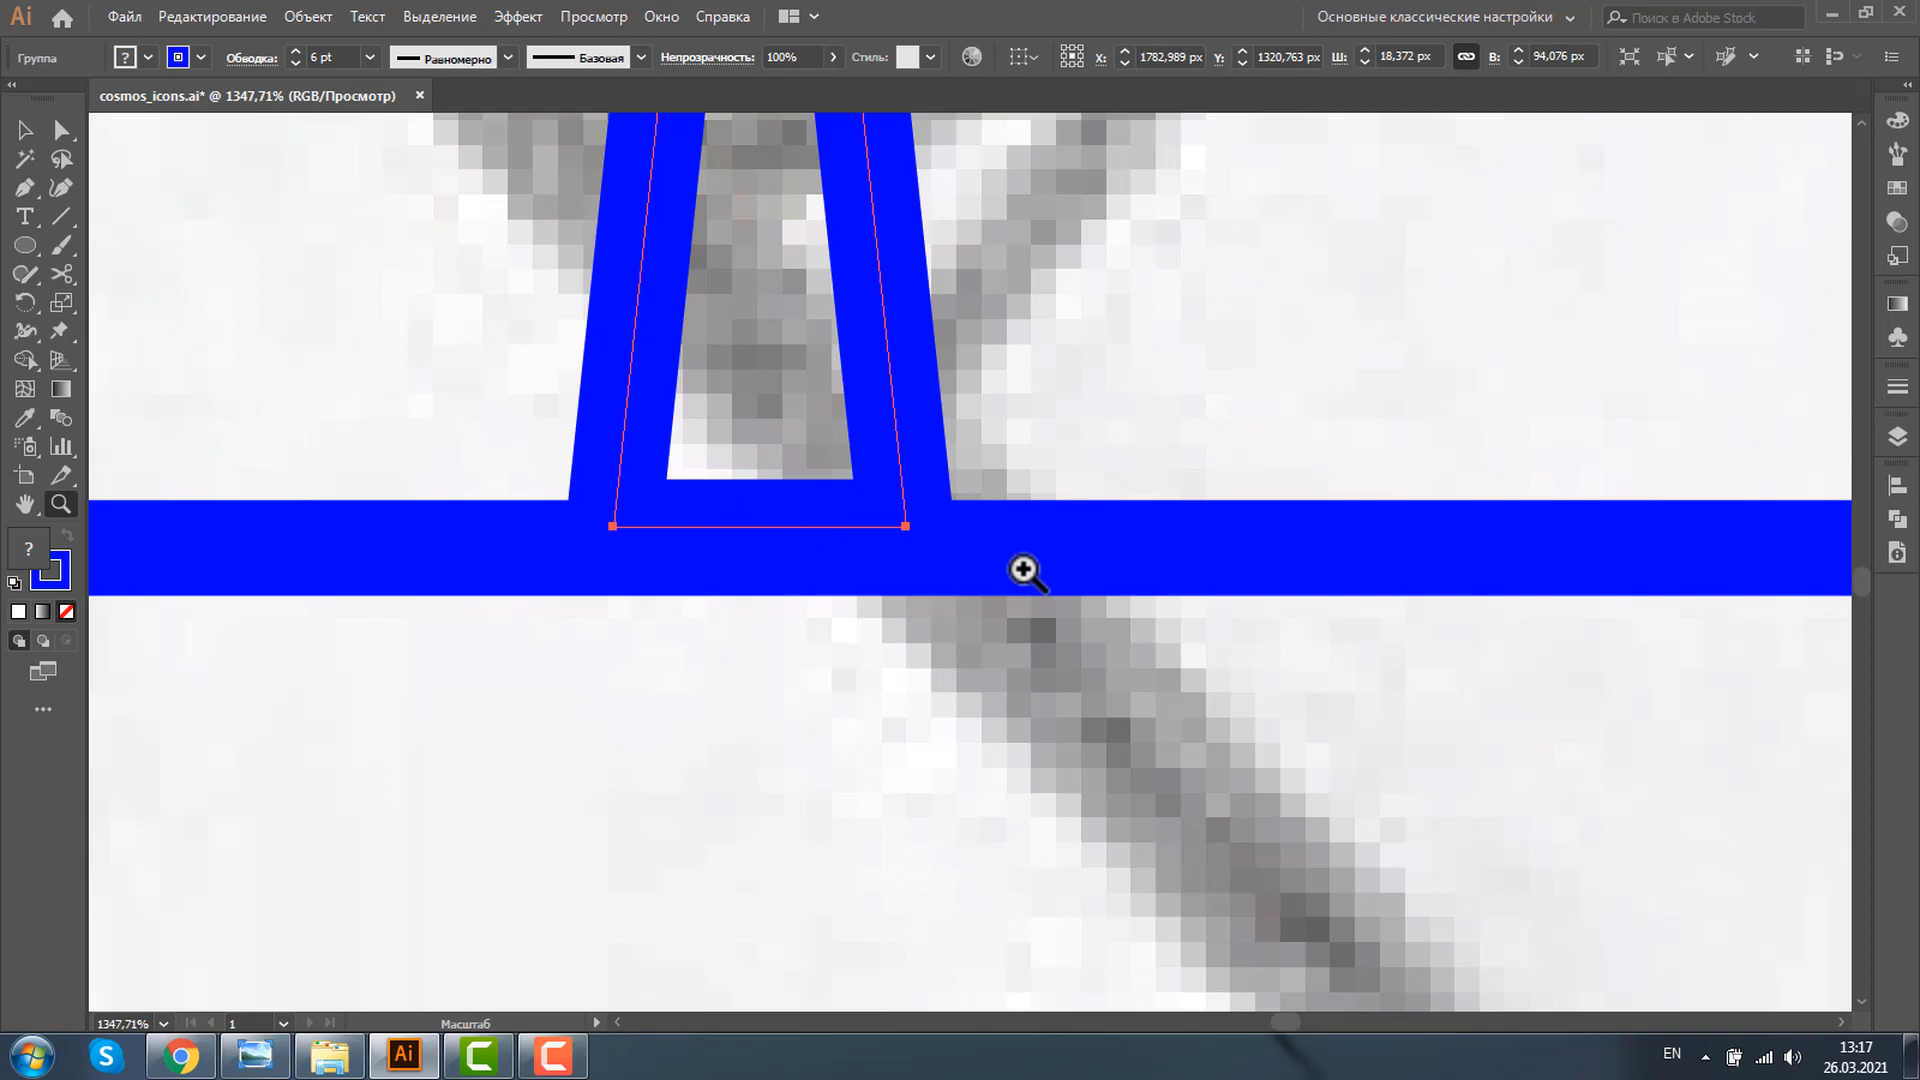 Ai Файл Редактирование Объект Текст Выделение Эффект Просмотр Окно Справка Основные классические настройки Поиск в Adobe Stock
Группа ? Обводка: 6 pt Равномерно Базовая Непрозрачность: 100% Стиль: X: 1782,989 px Y: 1320,763 px Ш: 18,372 px В: 94,076 px
cosmos_icons.ai* @ 1347,71% (RGB/Просмотр)
T
?
1347,71% 1 Масштаб
S Ai C C EN 13:17
26.03.2021